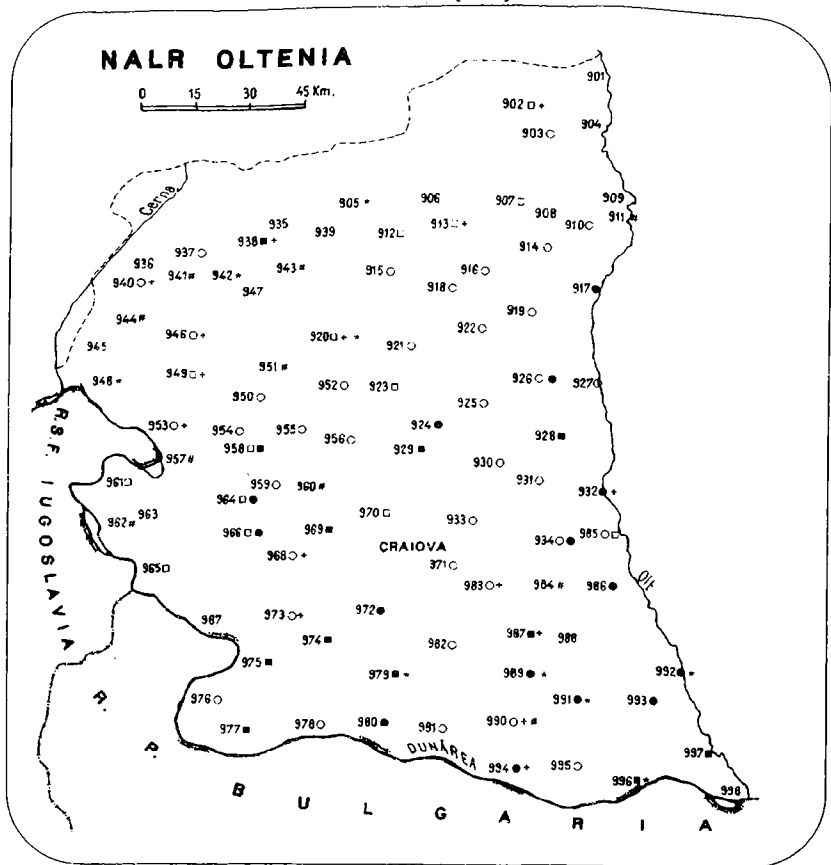 NALR OLTENIA
0 15 30 45 Km.
901
902 □ +
903 ○
904
905 *
906
907 □
908
909
910 ○
911 #
Cerna
935
912 □
913 □ +
938 ■ +
939
914 ○
936
937 ○
940 ○ +
941 #
942 *
943 #
947
915 ○
916 ○
918 ○
917 ●
919 ○
944 #
945
946 ○ +
920 □ + *
921 ○
922 ○
948 *
949 □ +
951 #
950 ○
952 ○
923 □
926 ○ ●
927 ○
925 ○
953 ○ +
954 ○
955 ○
956 ○
924 ●
928 ■
929 ■
958 □ ■
957 #
930 ○
931 ○
932 ● +
961 □
959 ○
960 #
964 □ ●
962 #
963
970 □
933 ○
966 □ ●
969 ■
934 ○ ●
985 ○ □
CRAIOVA
968 ○ +
965 □
971 ○
983 ○ +
984 #
986 ●
Olt
967
973 ○ +
972 ●
974 ■
982 ○
987 ■ +
988
975 ■
979 ■ *
989 ● *
992 ● *
976 ○
991 ● *
993 ●
977 ■
978 ○
980 ●
981 ○
990 ○ + #
DUNĂREA
994 ● +
995 ○
997 ■
996 ■ *
998
R.S.F. IUGOSLAVIA
R. P. BULGARIA